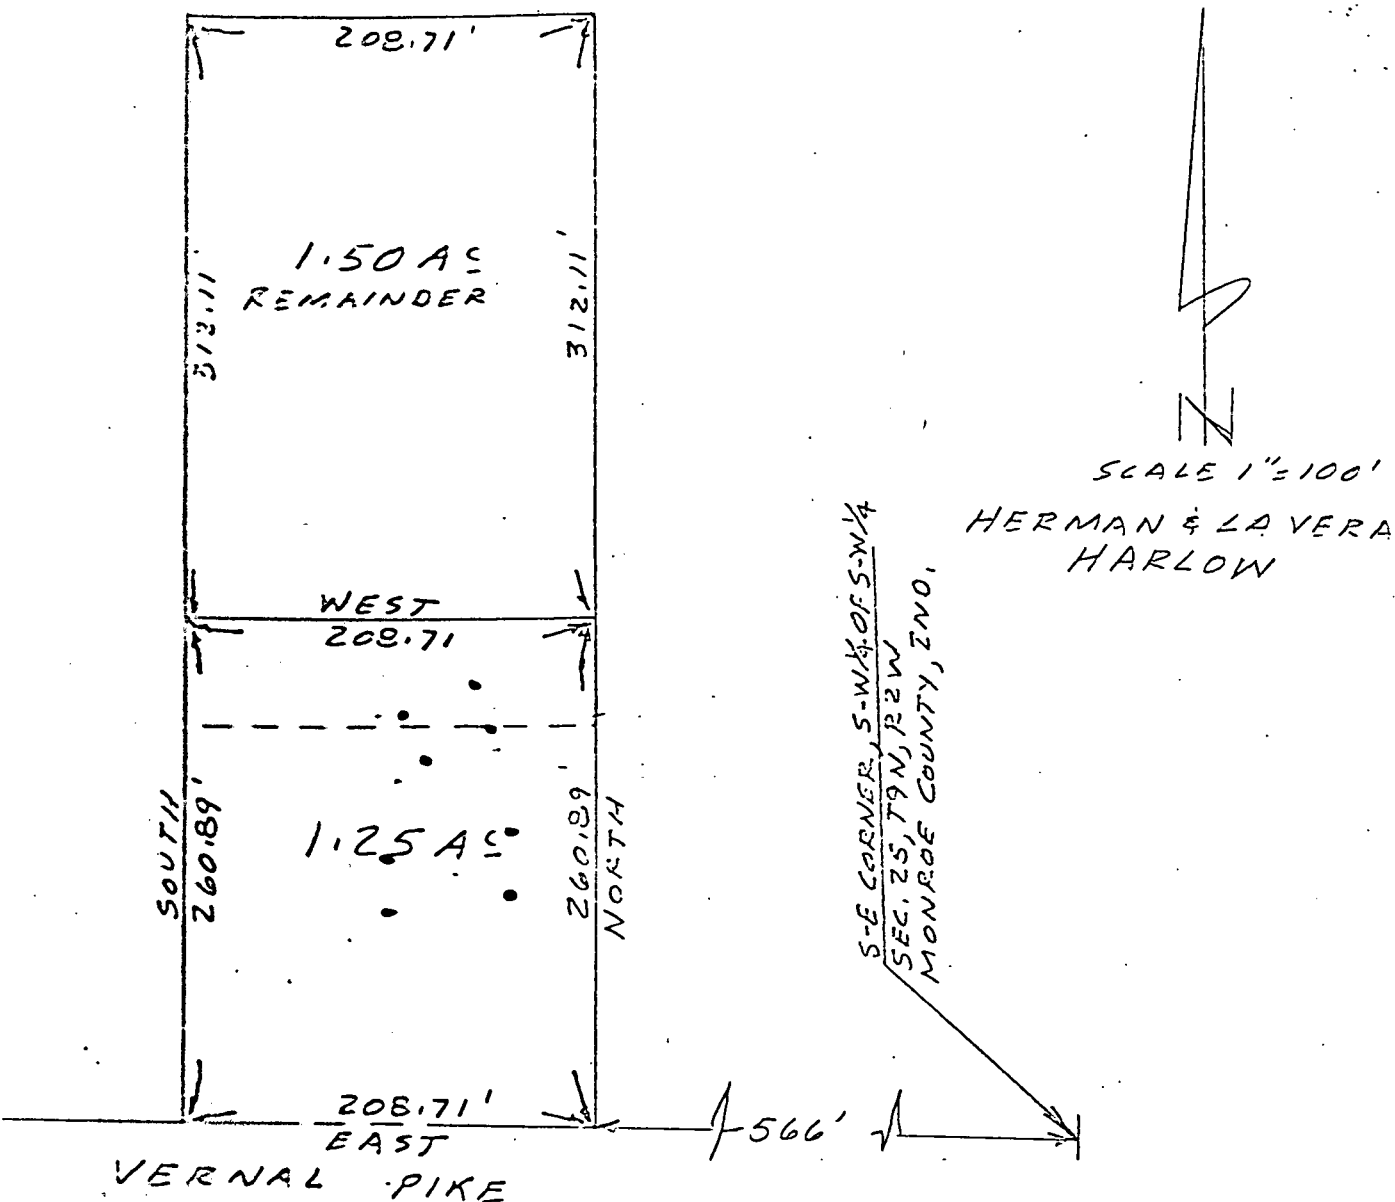 208.71'
312.11'
1.50 Ac
REMAINDER
312.11'
N
SCALE 1"=100'
HERMAN & LA VERA
HARLOW
WEST
208.71
SOUTH
260.89'
1.25 Ac
260.89'
NORTH
S-E CORNER, S-W¼ OF S-W¼
SEC. 25, T9N, R2W
MONROE COUNTY, IND.
208.71'
EAST
566'
VERNAL PIKE